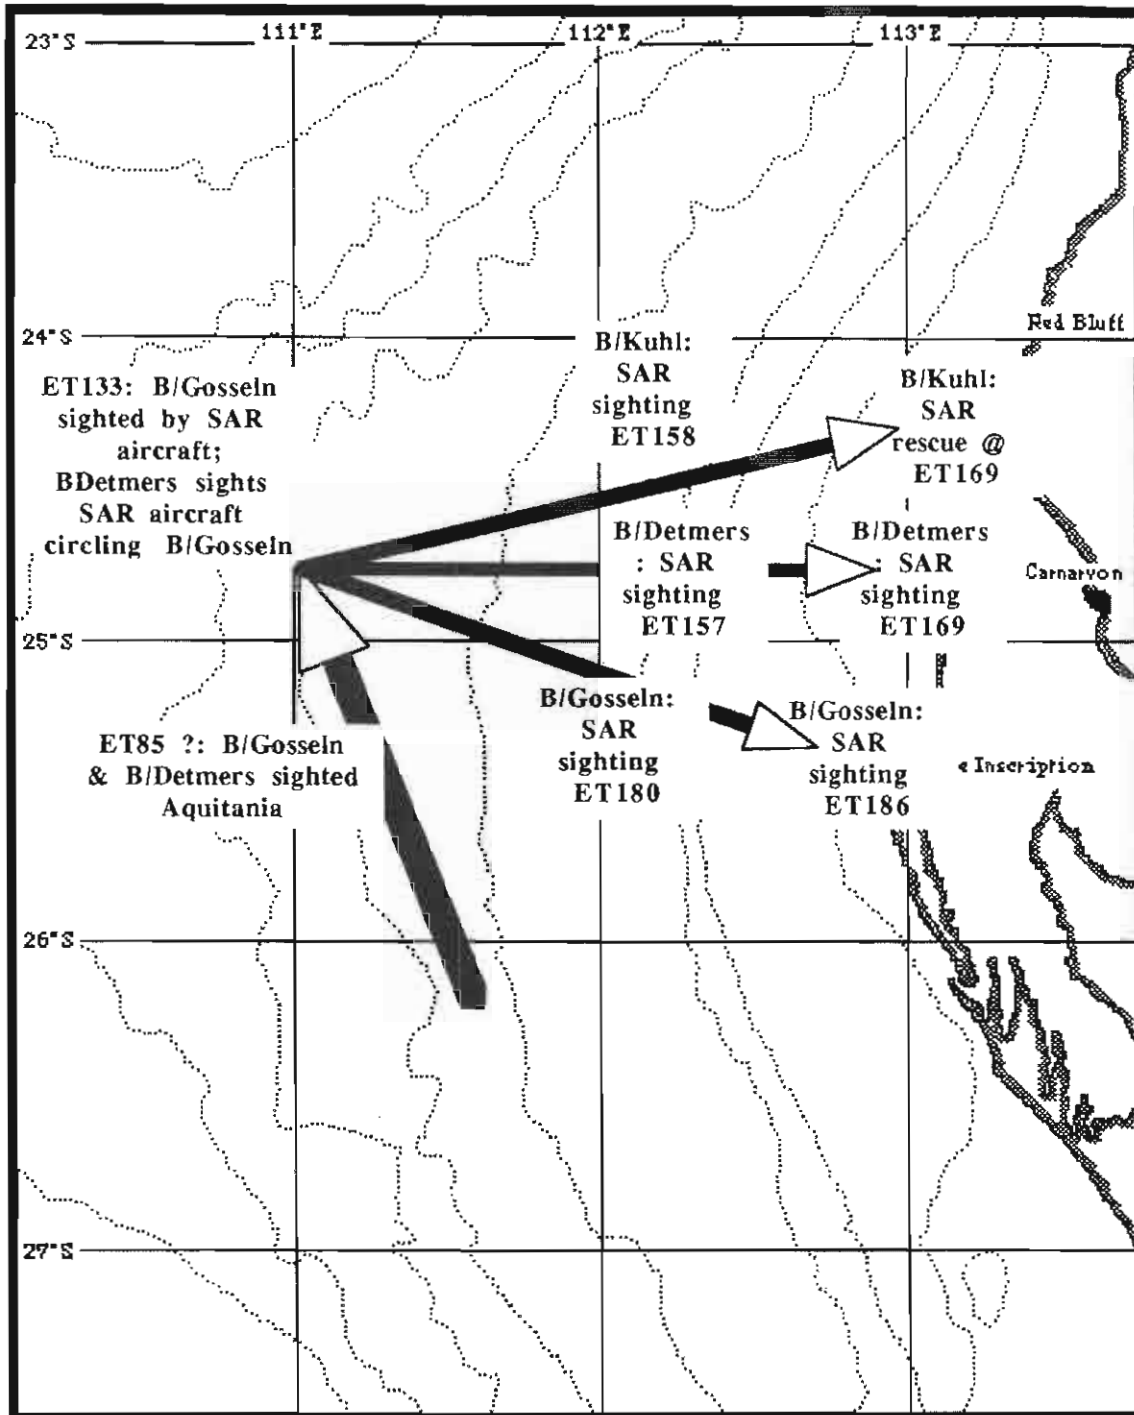 111°E
112°E
113°E
23°S
24°S
Red Bluff
B/Kuhl:
SAR
sighting
ET158
B/Kuhl:
SAR
rescue @
ET169
ET133: B/Gosseln
sighted by SAR
aircraft;
BDetmers sights
SAR aircraft
circling B/Gosseln
B/Detmers
: SAR
sighting
ET157
B/Detmers
: SAR
sighting
ET169
Carnarvon
25°S
B/Gosseln:
SAR
sighting
ET180
B/Gosseln:
SAR
sighting
ET186
ET85 ?: B/Gosseln
& B/Detmers sighted
Aquitania
e Inscription
26°S
27°S